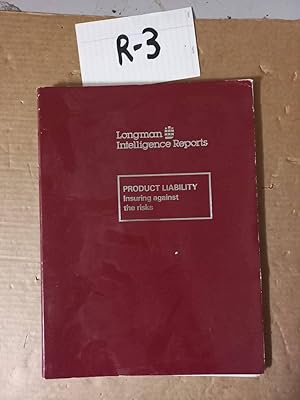 R-3
Longman
Intelligence Reports
PRODUCT LIABILITY
Insuring against
the risks